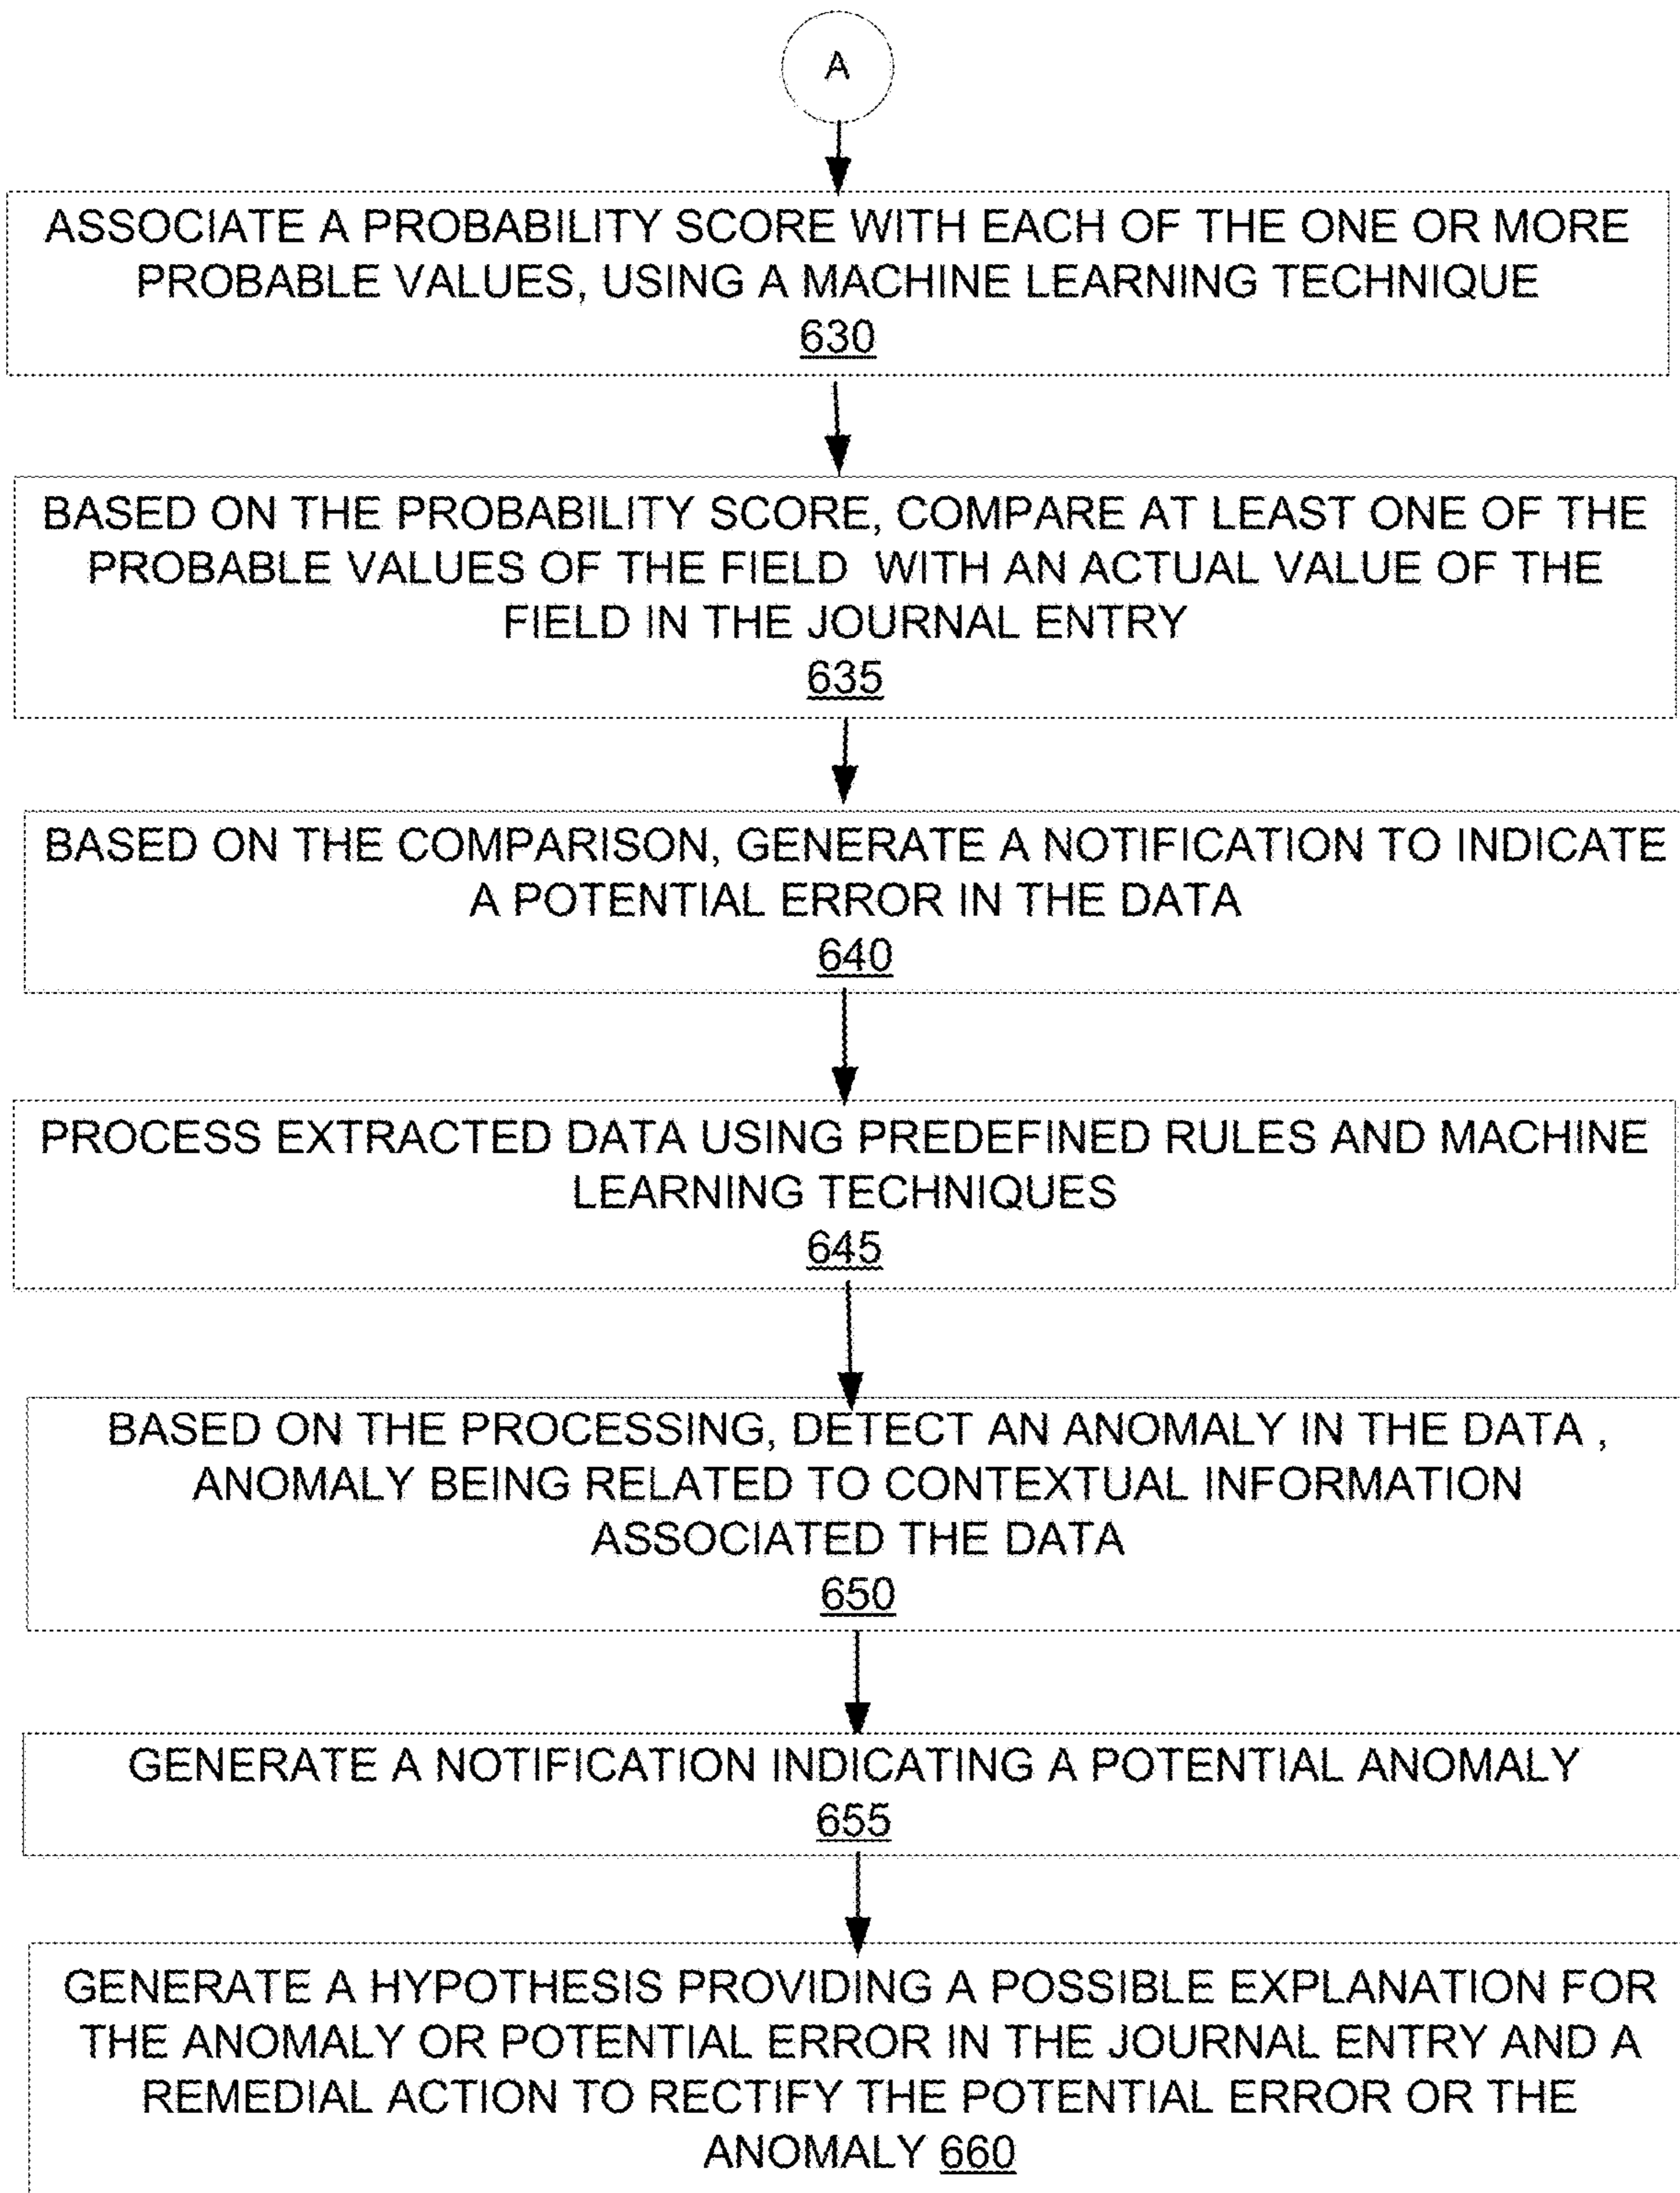 A
ASSOCIATE A PROBABILITY SCORE WITH EACH OF THE ONE OR MORE
PROBABLE VALUES, USING A MACHINE LEARNING TECHNIQUE
630
BASED ON THE PROBABILITY SCORE, COMPARE AT LEAST ONE OF THE
PROBABLE VALUES OF THE FIELD WITH AN ACTUAL VALUE OF THE
FIELD IN THE JOURNAL ENTRY
635
BASED ON THE COMPARISON, GENERATE A NOTIFICATION TO INDICATE
A POTENTIAL ERROR IN THE DATA
640
PROCESS EXTRACTED DATA USING PREDEFINED RULES AND MACHINE
LEARNING TECHNIQUES
645
BASED ON THE PROCESSING, DETECT AN ANOMALY IN THE DATA ,
ANOMALY BEING RELATED TO CONTEXTUAL INFORMATION
ASSOCIATED THE DATA
650
GENERATE A NOTIFICATION INDICATING A POTENTIAL ANOMALY
655
GENERATE A HYPOTHESIS PROVIDING A POSSIBLE EXPLANATION FOR
THE ANOMALY OR POTENTIAL ERROR IN THE JOURNAL ENTRY AND A
REMEDIAL ACTION TO RECTIFY THE POTENTIAL ERROR OR THE
ANOMALY 660